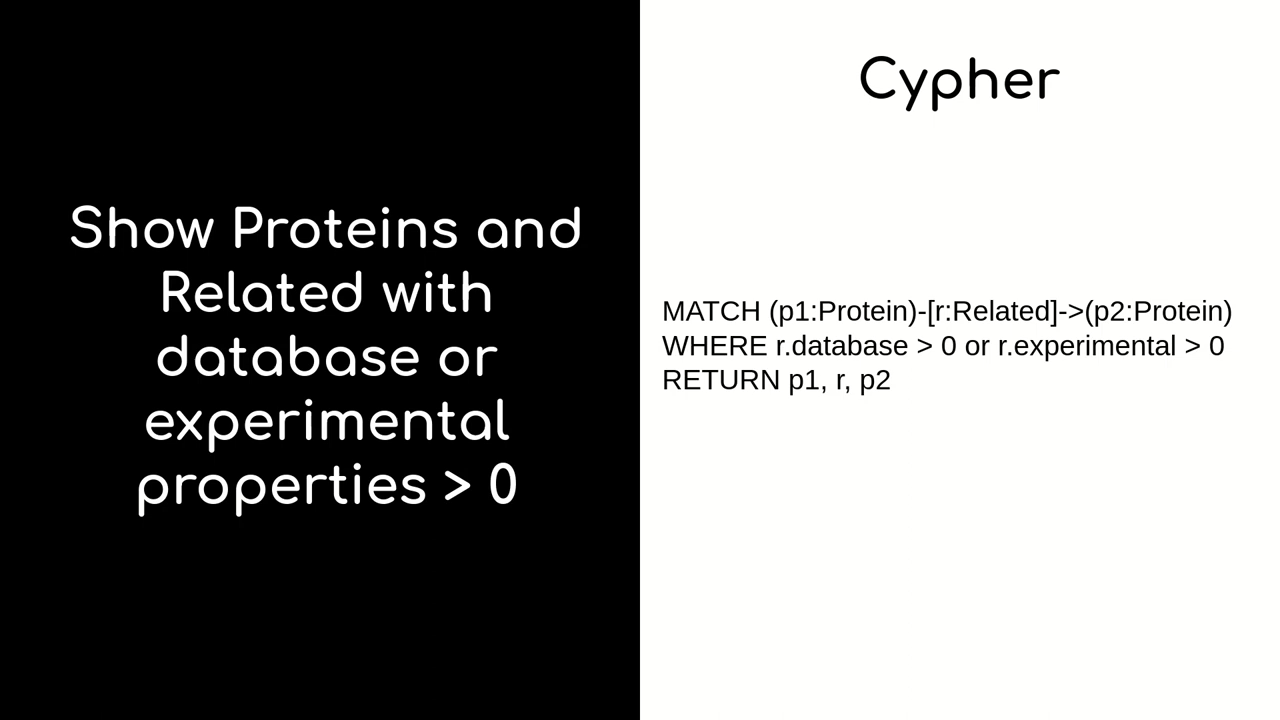 Show Proteins and
Related with
database or
experimental
properties > 0
Cypher
MATCH (p1:Protein)-[r:Related]->(p2:Protein)
WHERE r.database > 0 or r.experimental > 0
RETURN p1, r, p2